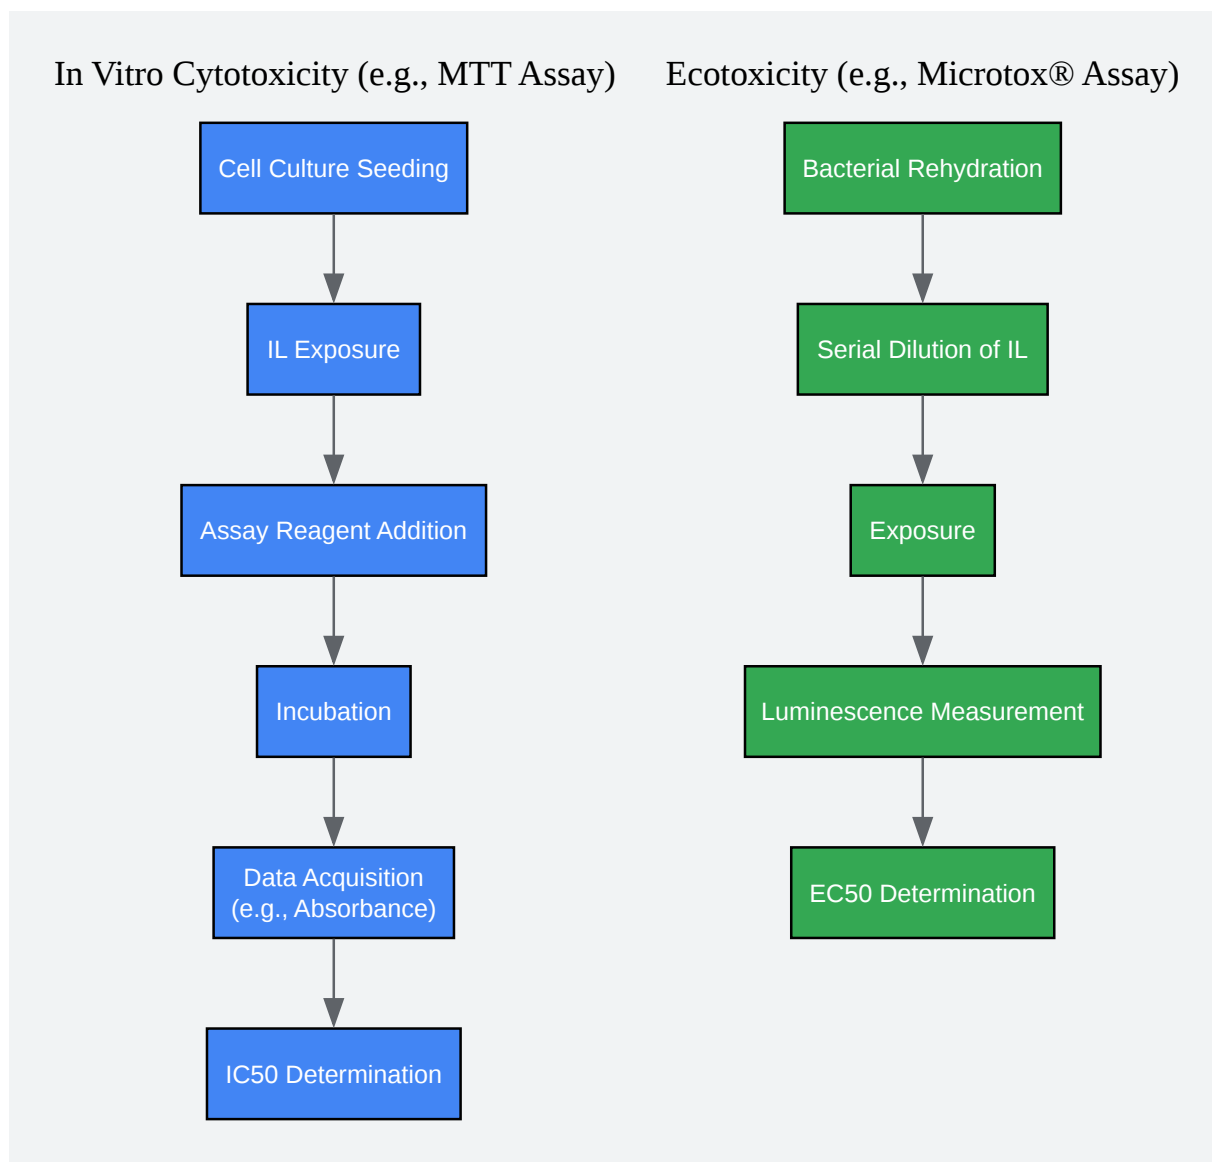 In Vitro Cytotoxicity (e.g., MTT Assay)
Cell Culture Seeding
IL Exposure
Assay Reagent Addition
Incubation
Data Acquisition
(e.g., Absorbance)
IC50 Determination
Ecotoxicity (e.g., Microtox® Assay)
Bacterial Rehydration
Serial Dilution of IL
Exposure
Luminescence Measurement
EC50 Determination